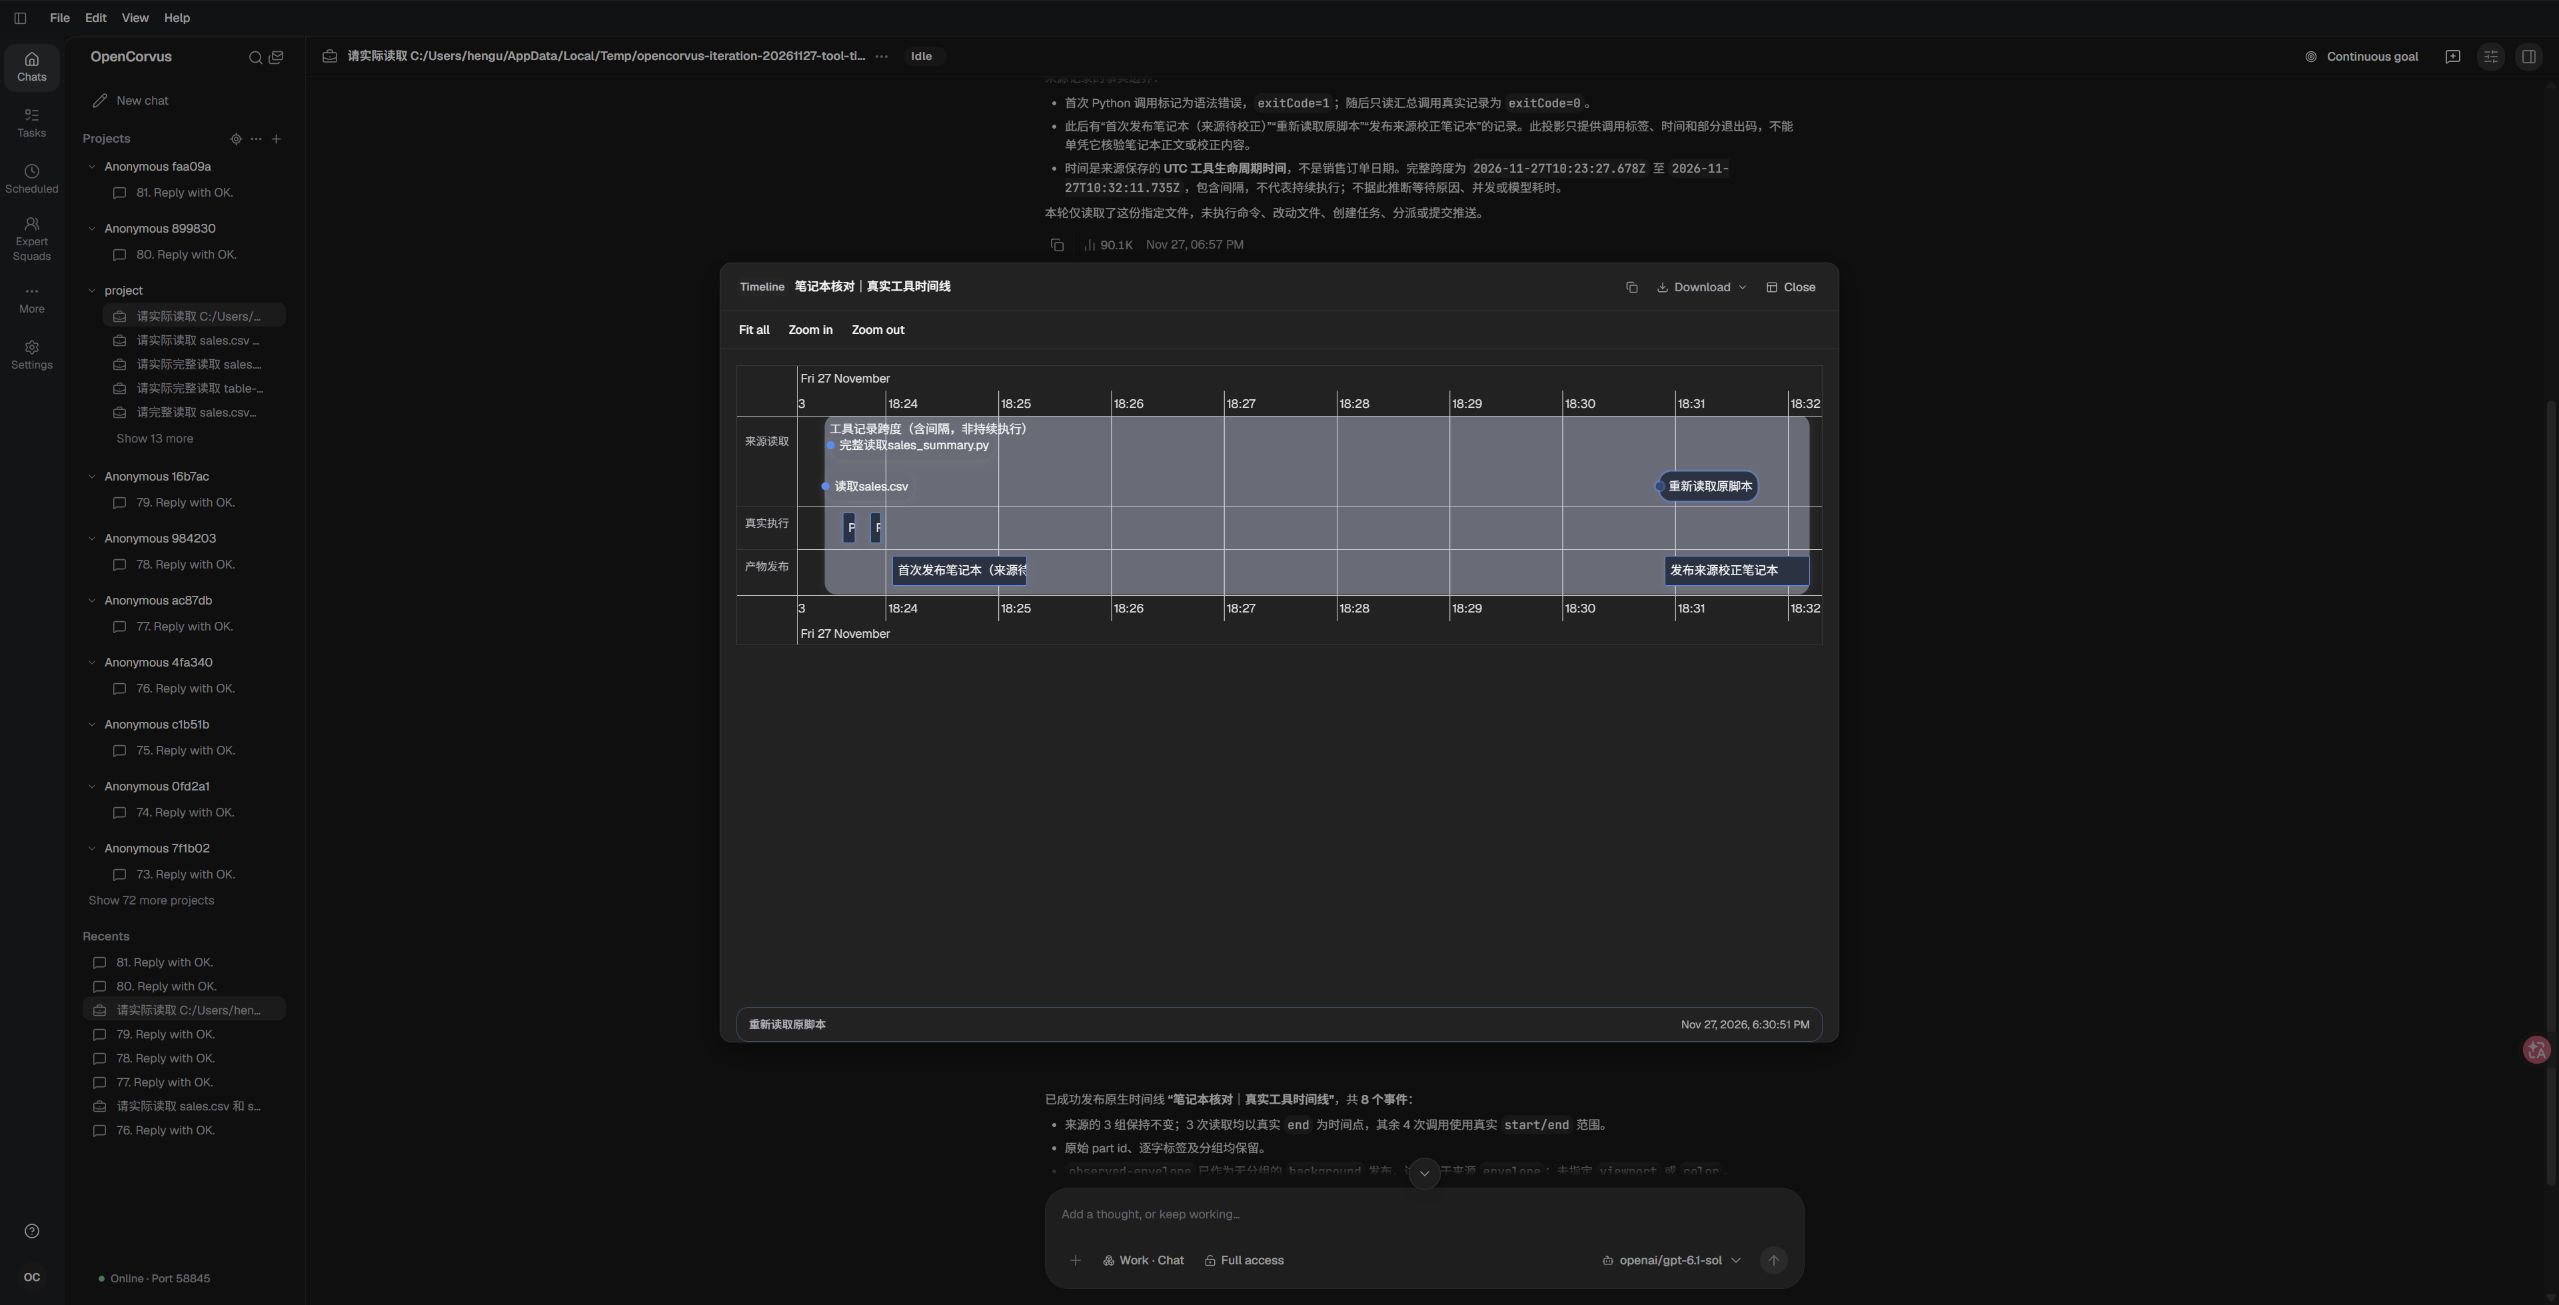 File Edit View Help
OpenCorvus
请实际读取 C:/Users/hengu/AppData/Local/Temp/opencorvus-iteration-20261127-tool-ti... Idle
Continuous goal
Chats
Tasks
Scheduled
Expert
Squads
More
Settings
OC
New chat
Projects
Anonymous faa09a
81. Reply with OK.
Anonymous 899830
80. Reply with OK.
project
请实际读取 C:/Users/...
请实际读取 sales.csv ...
请实际完整读取 sales....
请实际完整读取 table-...
请完整读取 sales.csv...
Show 13 more
Anonymous 16b7ac
79. Reply with OK.
Anonymous 984203
78. Reply with OK.
Anonymous ac87db
77. Reply with OK.
Anonymous 4fa340
76. Reply with OK.
Anonymous c1b51b
75. Reply with OK.
Anonymous 0fd2a1
74. Reply with OK.
Anonymous 7f1b02
73. Reply with OK.
Show 72 more projects
Recents
81. Reply with OK.
80. Reply with OK.
请实际读取 C:/Users/hen...
79. Reply with OK.
78. Reply with OK.
77. Reply with OK.
请实际读取 sales.csv 和 s...
76. Reply with OK.
Online · Port 58845
首次 Python 调用标记为语法错误，exitCode=1；随后只读汇总调用真实记录为 exitCode=0。
此后有“首次发布笔记本（来源待校正）”“重新读取原脚本”“发布来源校正笔记本”的记录。此投影只提供调用标签、时间和部分退出码，不能
单凭它核验笔记本正文或校正内容。
时间是来源保存的 UTC 工具生命周期时间，不是销售订单日期。完整跨度为 2026-11-27T10:23:27.678Z 至 2026-11-
27T10:32:11.735Z，包含间隔，不代表持续执行；不据此推断等待原因、并发或模型耗时。
本轮仅读取了这份指定文件，未执行命令、改动文件、创建任务、分派或提交推送。
90.1K Nov 27, 06:57 PM
Timeline 笔记本核对｜真实工具时间线
Download Close
Fit all Zoom in Zoom out
Fri 27 November
3 18:24 18:25 18:26 18:27 18:28 18:29 18:30 18:31 18:32
工具记录跨度（含间隔，非持续执行）
来源读取 完整读取sales_summary.py
读取sales.csv 重新读取原脚本
真实执行
产物发布 首次发布笔记本（来源待 发布来源校正笔记本
3 18:24 18:25 18:26 18:27 18:28 18:29 18:30 18:31 18:32
Fri 27 November
重新读取原脚本 Nov 27, 2026, 6:30:51 PM
已成功发布原生时间线 “笔记本核对｜真实工具时间线”，共 8 个事件：
来源的 3 组保持不变；3 次读取均以真实 end 为时间点，其余 4 次调用使用真实 start/end 范围。
原始 part id、逐字标签及分组均保留。
Add a thought, or keep working...
Work · Chat Full access openai/gpt-6.1-sol